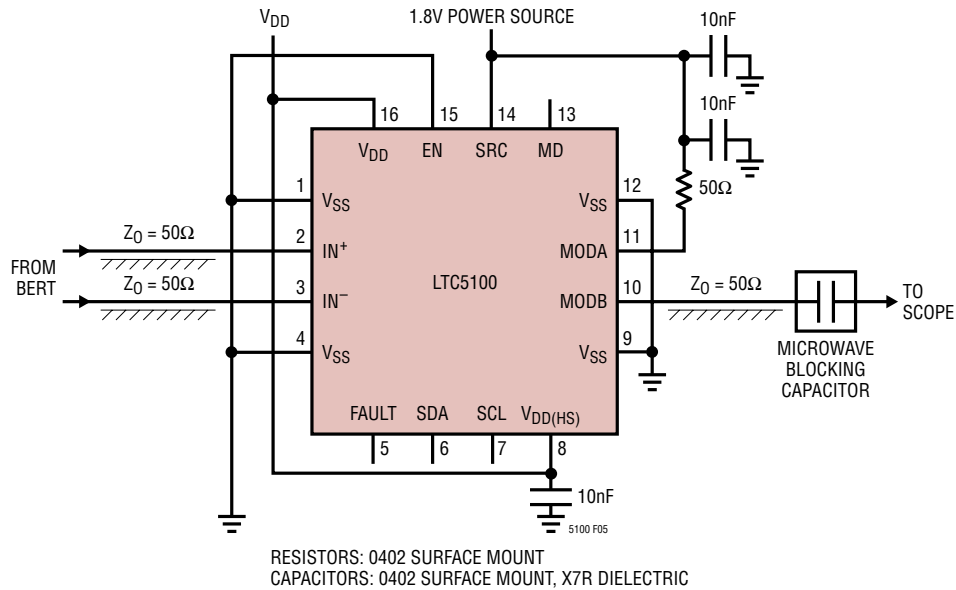 VDD
1.8V POWER SOURCE
10nF
10nF
16
15
14
13
VDD
EN
SRC
MD
50Ω
1
VSS
12
VSS
2
Z0 = 50Ω
IN+
11
MODA
FROM
BERT
LTC5100
3
Z0 = 50Ω
IN−
10
MODB
Z0 = 50Ω
TO
SCOPE
4
VSS
9
VSS
MICROWAVE
BLOCKING
CAPACITOR
FAULT
SDA
SCL
VDD(HS)
5
6
7
8
10nF
5100 F05
RESISTORS: 0402 SURFACE MOUNT
CAPACITORS: 0402 SURFACE MOUNT, X7R DIELECTRIC